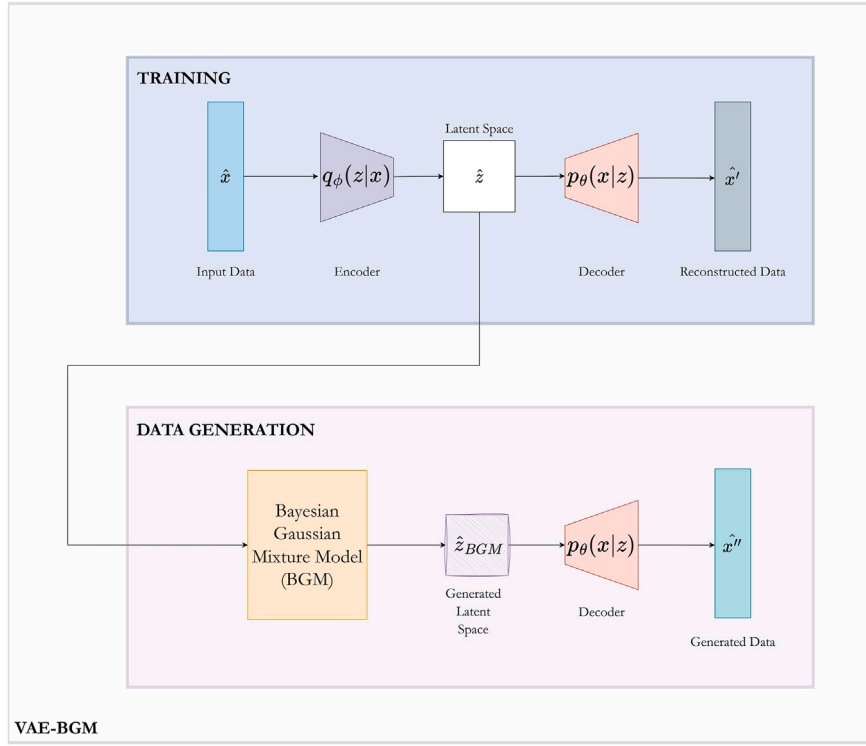 TRAINING
Latent Space
x̂
q_ϕ(z|x)
ẑ
p_θ(x|z)
x̂'
Input Data
Encoder
Decoder
Reconstructed Data
DATA GENERATION
Bayesian
Gaussian
Mixture Model
(BGM)
ẑ_BGM
p_θ(x|z)
x̂''
Generated
Latent
Space
Decoder
Generated Data
VAE-BGM